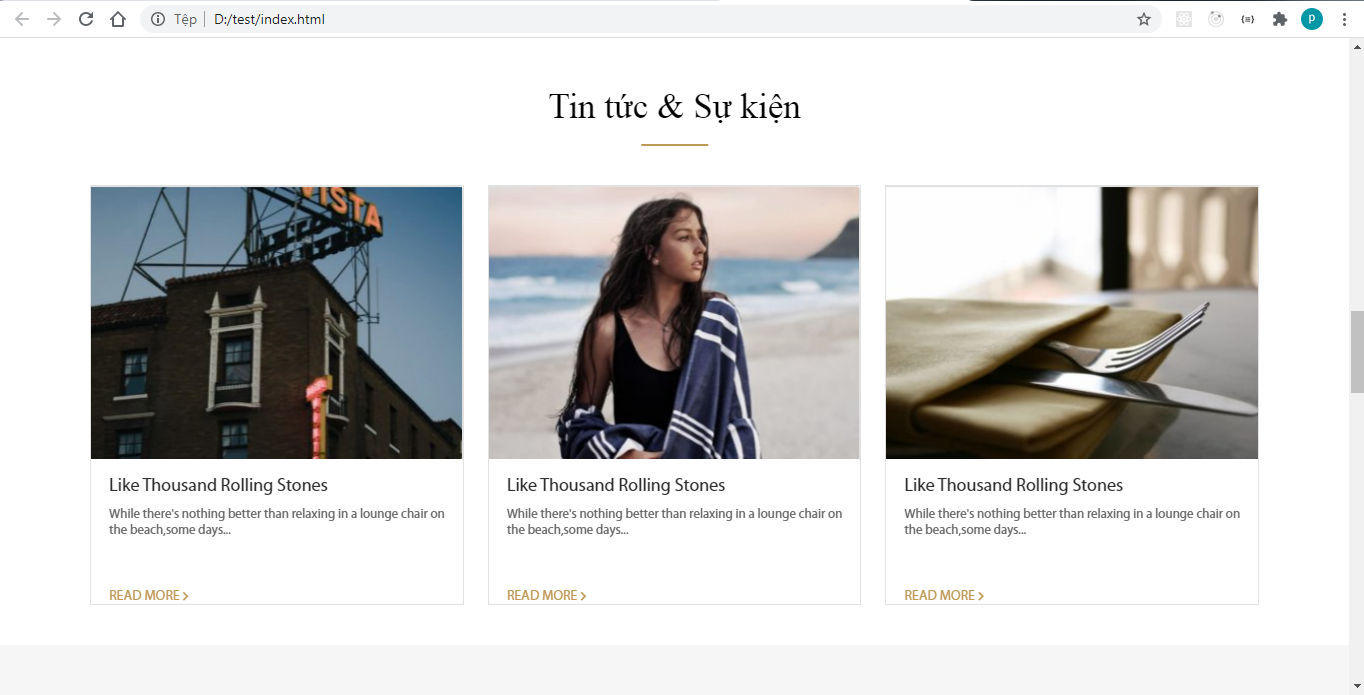 Tệp
D:/test/index.html
P
Tin tức & Sự kiện
VISTA
HOTEL
Like Thousand Rolling Stones
While there's nothing better than relaxing in a lounge chair on
the beach,some days...
READ MORE
Like Thousand Rolling Stones
While there's nothing better than relaxing in a lounge chair on
the beach,some days...
READ MORE
Like Thousand Rolling Stones
While there's nothing better than relaxing in a lounge chair on
the beach,some days...
READ MORE